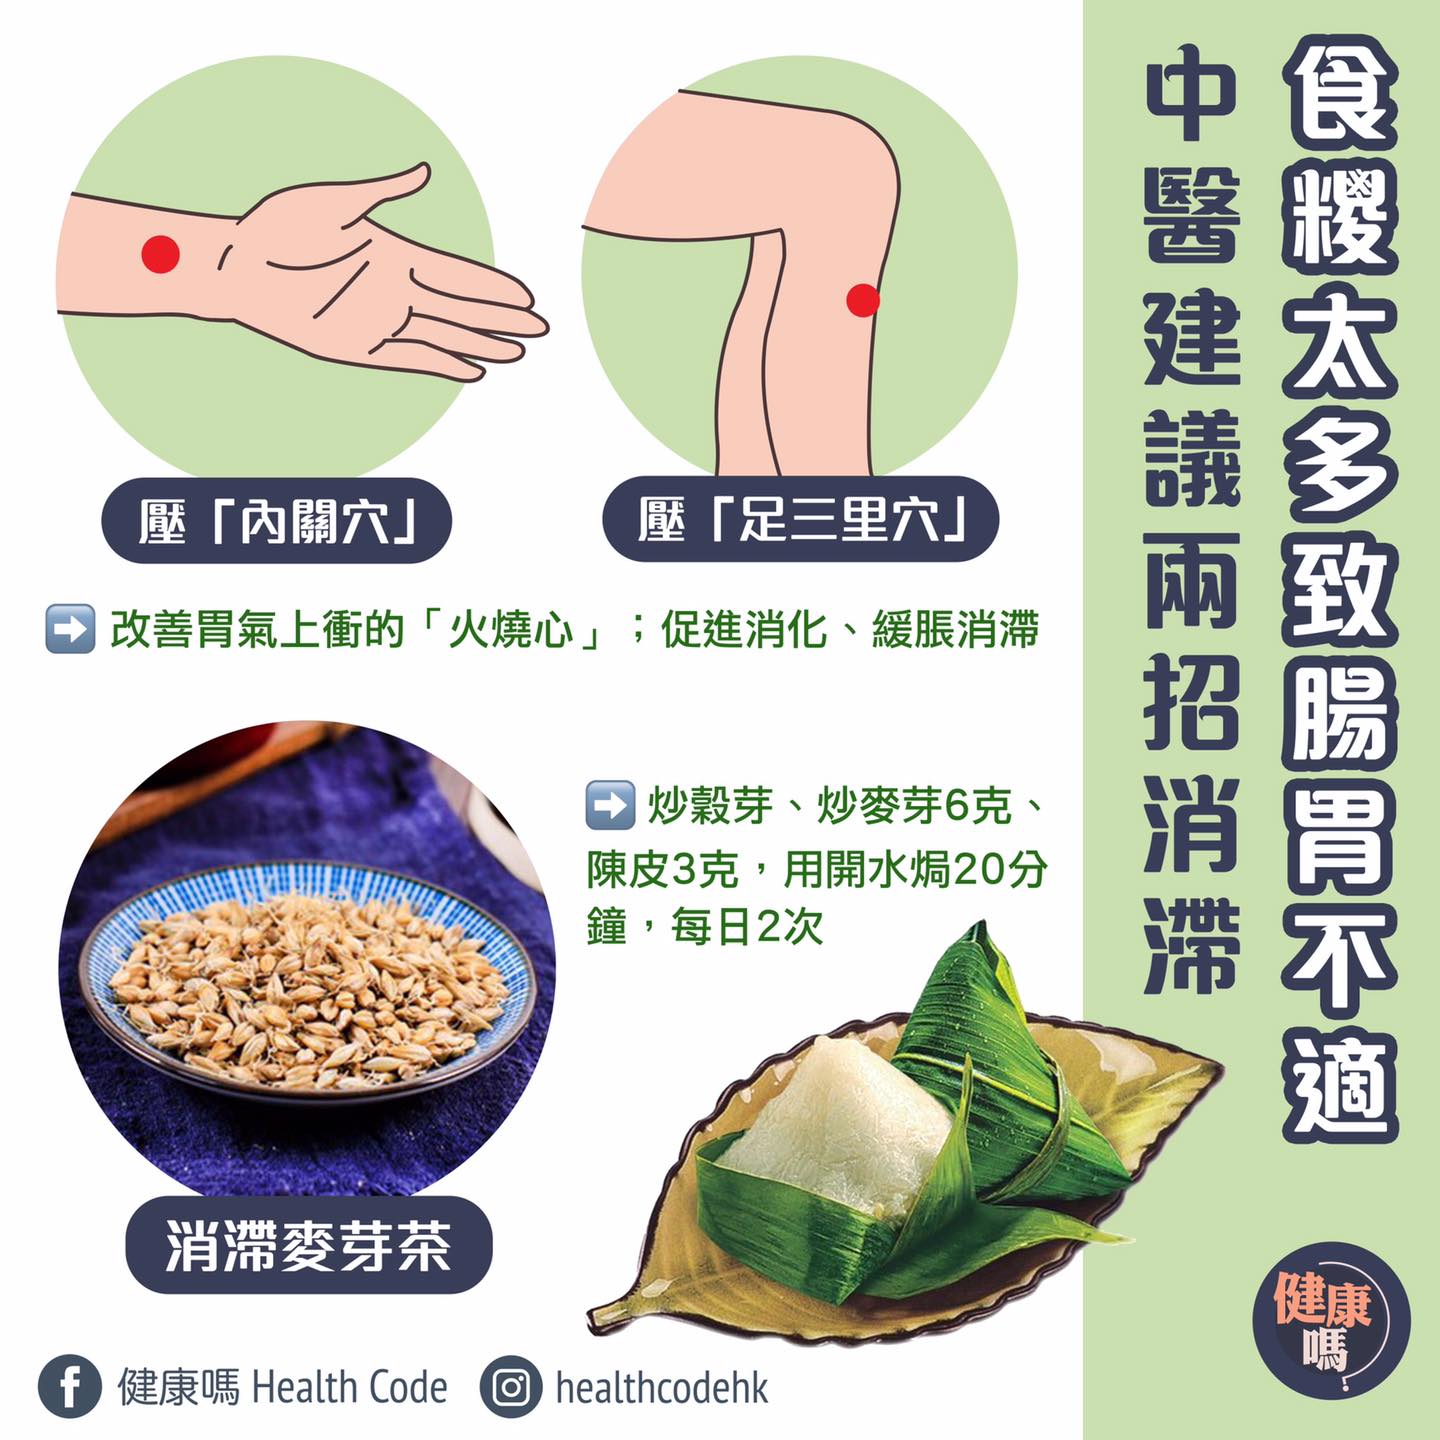 食糉太多致腸胃不適
中醫建議兩招消滯
壓「內關穴」
壓「足三里穴」
➡ 改善胃氣上衝的「火燒心」；促進消化、緩脹消滯
➡ 炒穀芽、炒麥芽6克、
陳皮3克，用開水焗20分
鐘，每日2次
消滯麥芽茶
健康嗎 Health Code
healthcodehk
健康
嗎?